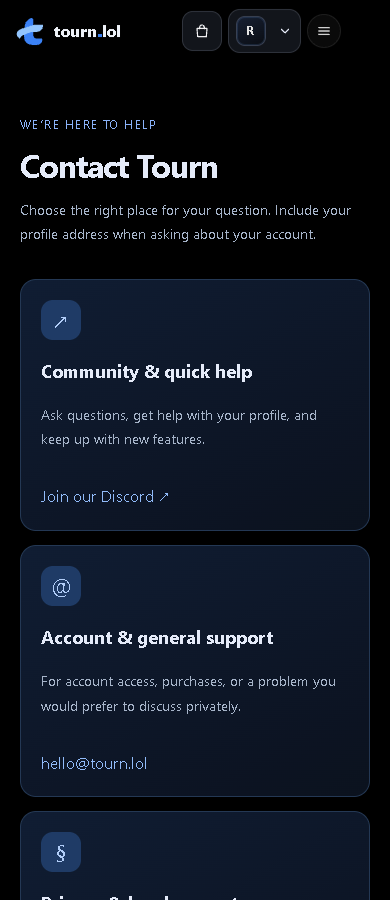 tourn.lol
R
WE'RE HERE TO HELP
Contact Tourn
Choose the right place for your question. Include your
profile address when asking about your account.
↗
Community & quick help
Ask questions, get help with your profile, and
keep up with new features.
Join our Discord ↗
@
Account & general support
For account access, purchases, or a problem you
would prefer to discuss privately.
hello@tourn.lol
§